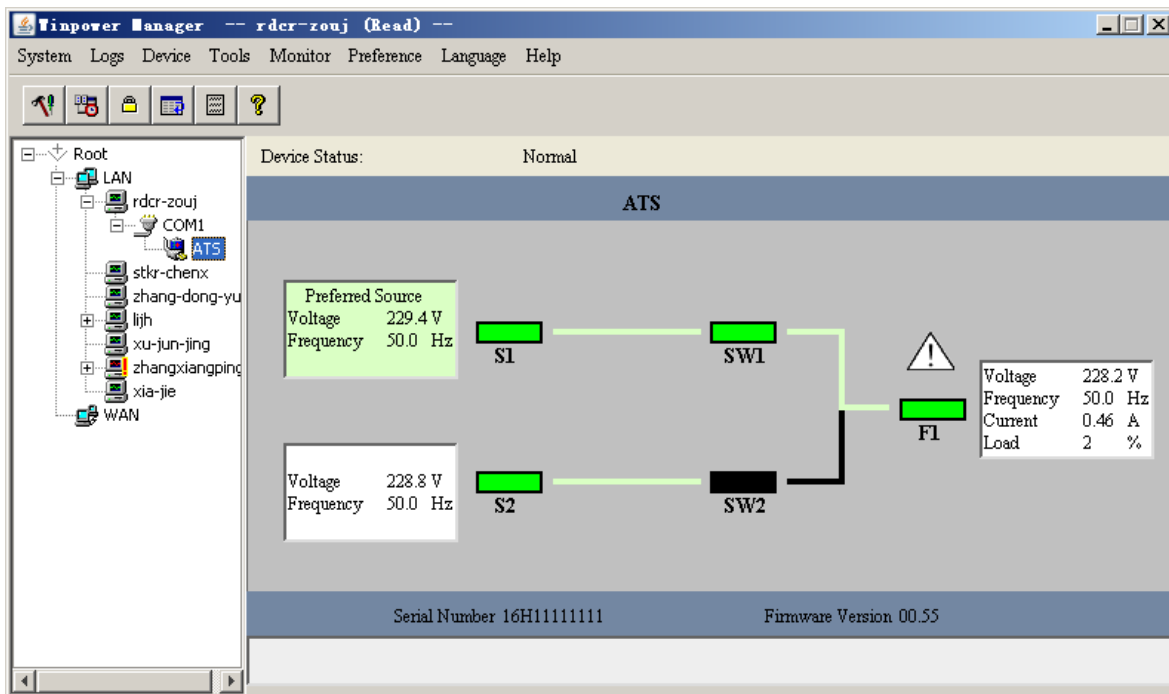 Winpower Manager -- rdcr-zouj (Read) --
System Logs Device Tools Monitor Preference Language Help
Root
LAN
rdcr-zouj
COM1
ATS
stkr-chenx
zhang-dong-yu
lijh
xu-jun-jing
zhangxiangping
xia-jie
WAN
Device Status: Normal
ATS
Preferred Source
Voltage 229.4 V
Frequency 50.0 Hz
S1
SW1
Voltage 228.8 V
Frequency 50.0 Hz
S2
SW2
F1
Voltage 228.2 V
Frequency 50.0 Hz
Current 0.46 A
Load 2 %
Serial Number 16H11111111 Firmware Version 00.55